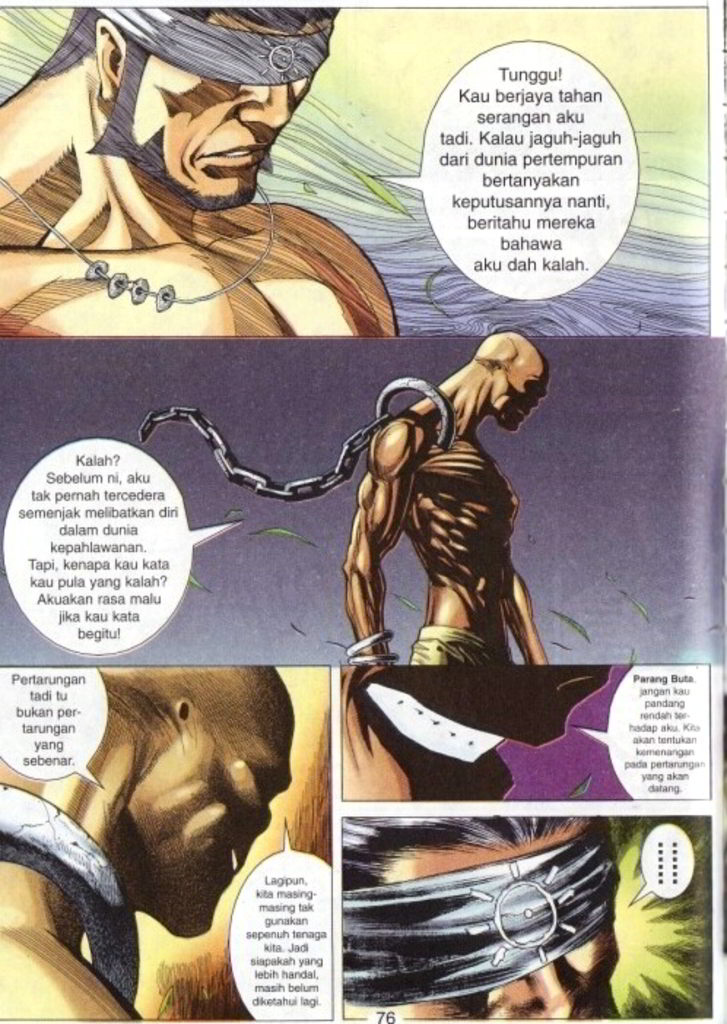 Tunggu!
Kau berjaya tahan
serangan aku
tadi. Kalau jaguh-jaguh
dari dunia pertempuran
bertanyakan
keputusannya nanti,
beritahu mereka
bahawa
aku dah kalah.
Kalah?
Sebelum ni, aku
tak pernah tercedera
semenjak melibatkan diri
dalam dunia
kepahlawanan.
Tapi, kenapa kau kata
kau pula yang kalah?
Akuakan rasa malu
jika kau kata
begitu!
Pertarungan
tadi tu
bukan per-
tarungan
yang
sebenar.
Lagipun,
kita masing-
masing tak
gunakan
sepenuh tenaga
kita. Jadi
siapakah yang
lebih handal,
masih belum
diketahui lagi.
Parang Buta,
jangan kau
pandang
rendah ter-
hadap aku. Kita
akan tentukan
kemenangan
pada pertarungan
yang akan
datang.
76